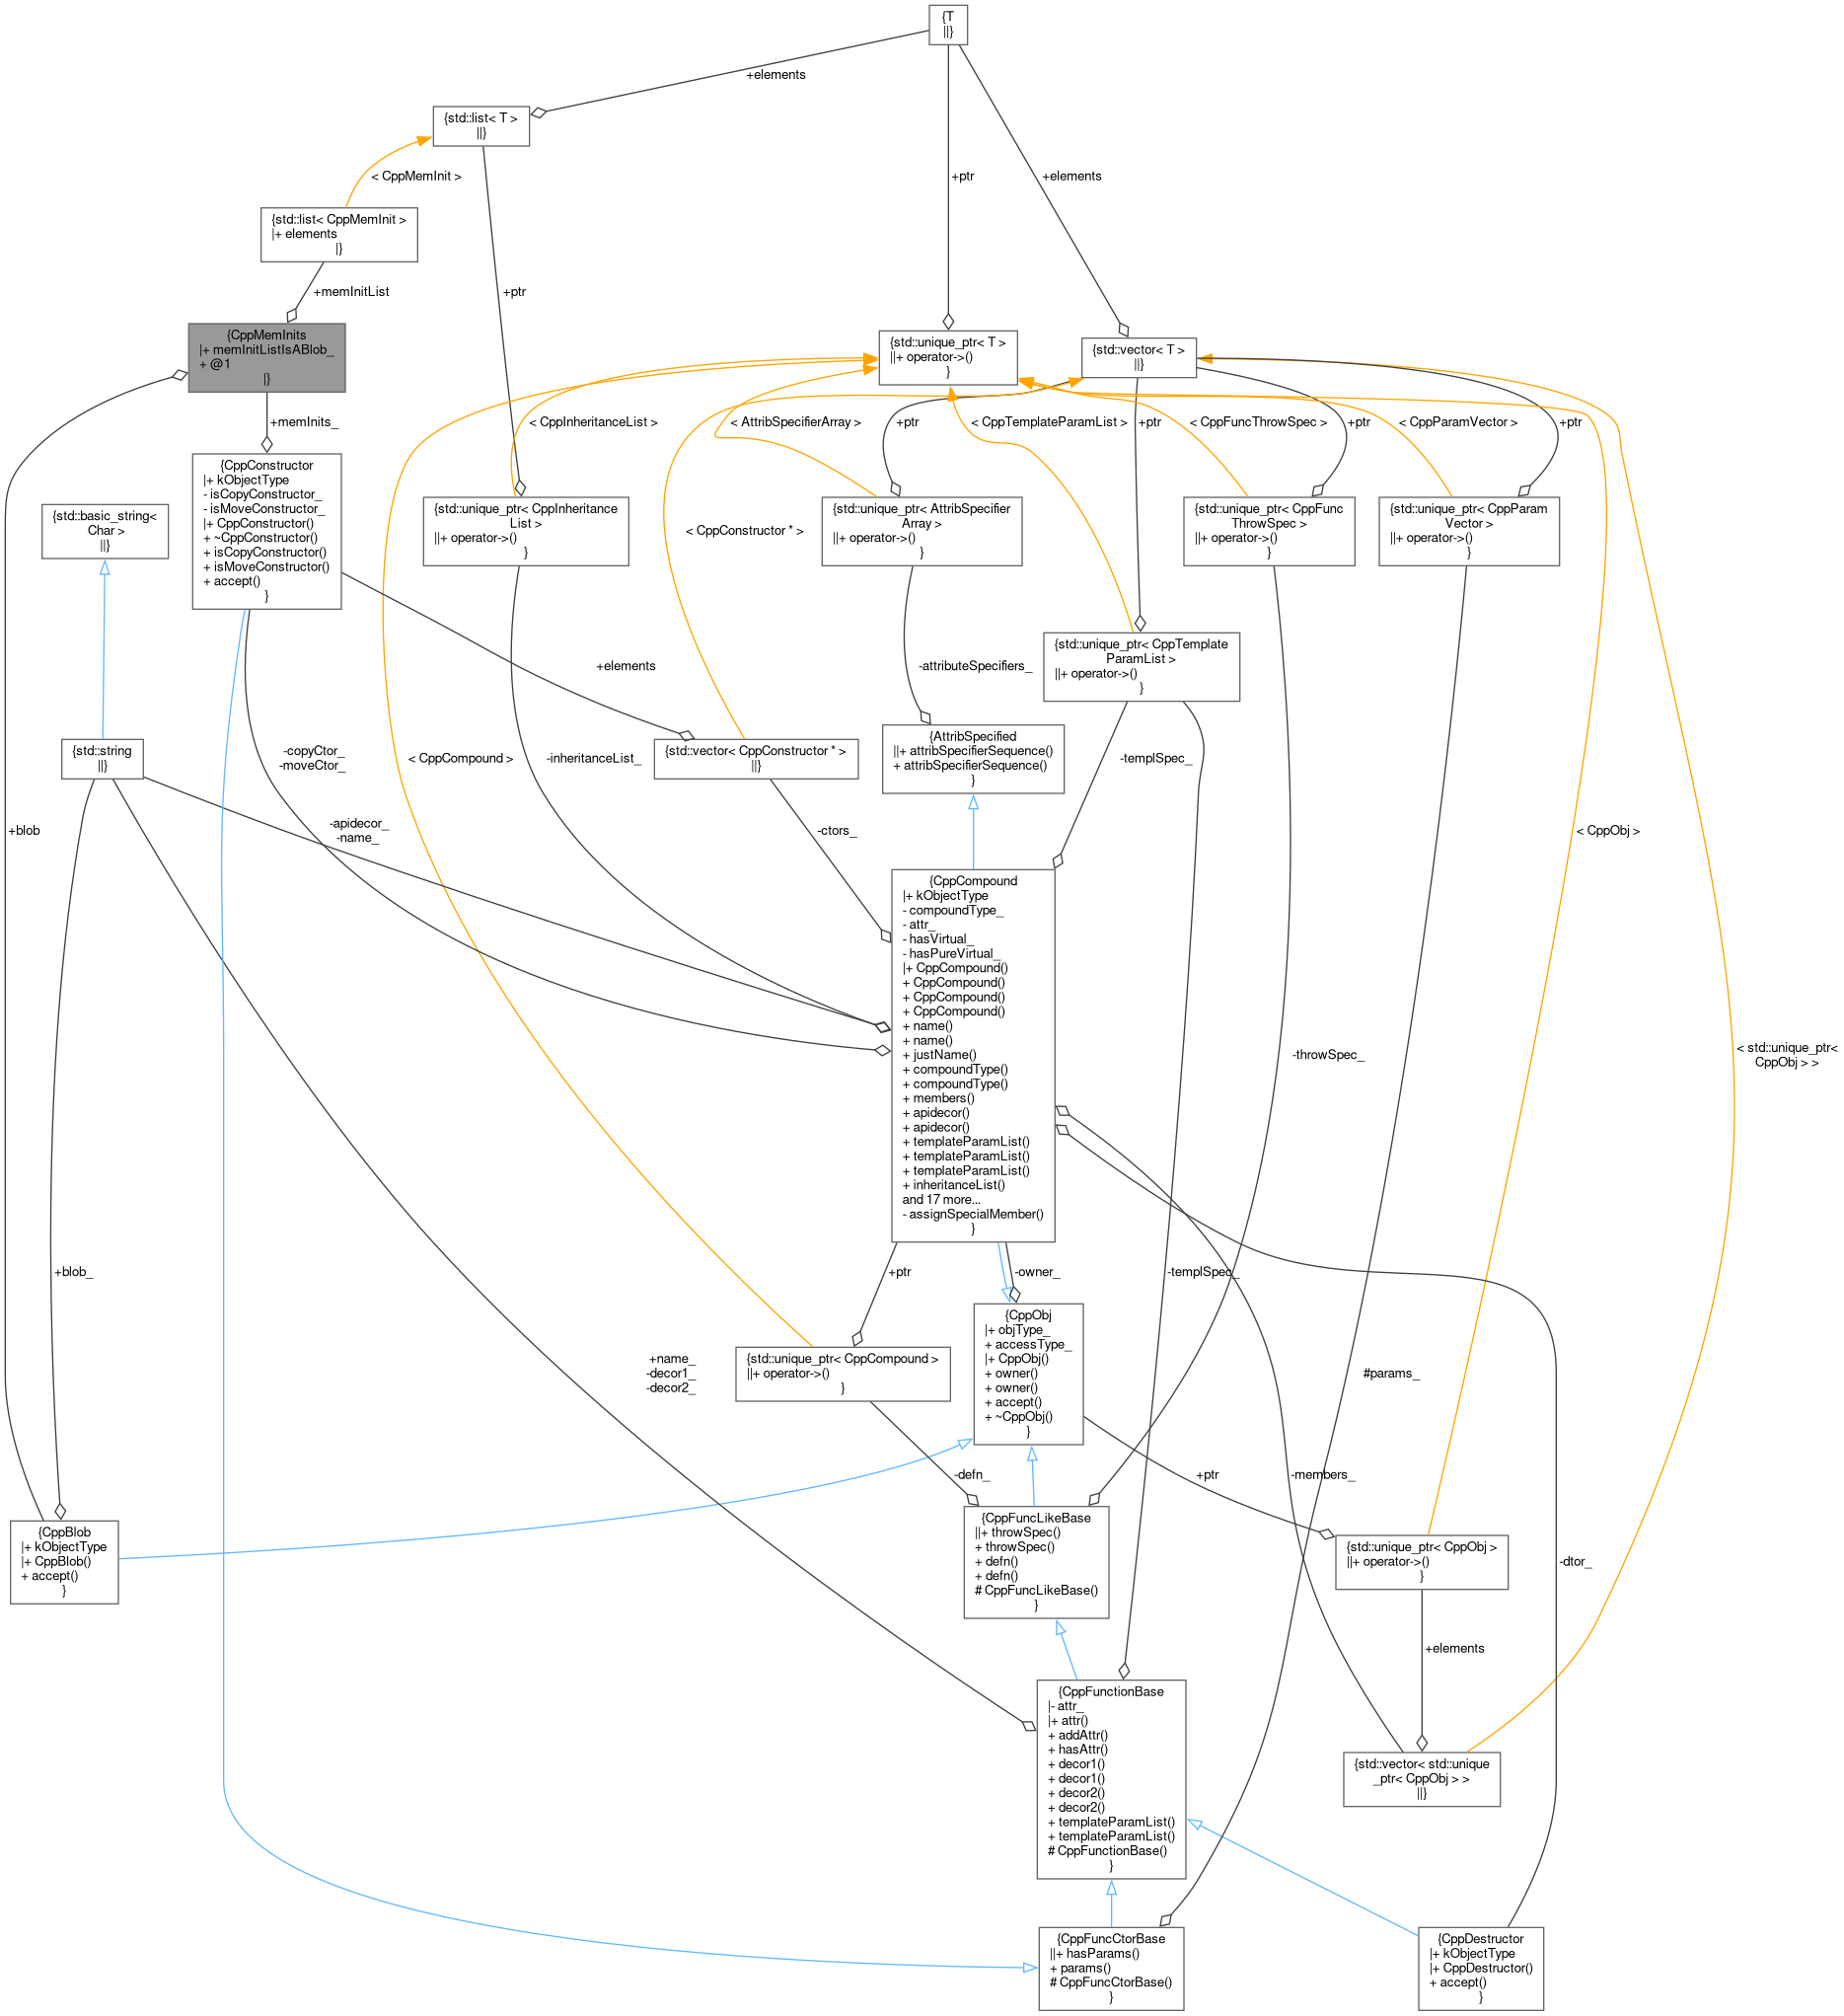 {T
||}
+elements
{std::list< T >
||}
+ptr
+elements
< CppMemInit >
{std::list< CppMemInit >
|+ elements
|}
+memInitList
+ptr
{CppMemInits
|+ memInitListIsABlob_
+ @1
|}
{std::unique_ptr< T >
||+ operator->()
}
{std::vector< T >
||}
+memInits_
< CppInheritanceList >
< AttribSpecifierArray >
+ptr
< CppTemplateParamList >
+ptr
< CppFuncThrowSpec >
+ptr
< CppParamVector >
+ptr
{CppConstructor
|+ kObjectType
- isCopyConstructor_
- isMoveConstructor_
|+ CppConstructor()
+ ~CppConstructor()
+ isCopyConstructor()
+ isMoveConstructor()
+ accept()
}
{std::basic_string<
Char >
||}
{std::unique_ptr< CppInheritance
List >
||+ operator->()
}
< CppConstructor * >
{std::unique_ptr< AttribSpecifier
Array >
||+ operator->()
}
{std::unique_ptr< CppFunc
ThrowSpec >
||+ operator->()
}
{std::unique_ptr< CppParam
Vector >
||+ operator->()
}
+elements
-attributeSpecifiers_
{std::unique_ptr< CppTemplate
ParamList >
||+ operator->()
}
{std::string
||}
-copyCtor_
-moveCtor_
< CppCompound >
-inheritanceList_
{std::vector< CppConstructor * >
||}
{AttribSpecified
||+ attribSpecifierSequence()
+ attribSpecifierSequence()
}
-templSpec_
+blob
-apidecor_
-name_
-ctors_
< CppObj >
{CppCompound
|+ kObjectType
- compoundType_
- attr_
- hasVirtual_
- hasPureVirtual_
|+ CppCompound()
+ CppCompound()
+ CppCompound()
+ CppCompound()
+ name()
+ name()
+ justName()
+ compoundType()
+ compoundType()
+ members()
+ apidecor()
+ apidecor()
+ templateParamList()
+ templateParamList()
+ templateParamList()
+ inheritanceList()
and 17 more...
- assignSpecialMember()
}
-throwSpec_
< std::unique_ptr<
CppObj > >
+blob_
+ptr
-owner_
-templSpec_
{CppObj
|+ objType_
+ accessType_
|+ CppObj()
+ owner()
+ owner()
+ accept()
+ ~CppObj()
}
+name_
-decor1_
-decor2_
{std::unique_ptr< CppCompound >
||+ operator->()
}
#params_
-defn_
+ptr
-members_
{CppBlob
|+ kObjectType
|+ CppBlob()
+ accept()
}
{CppFuncLikeBase
||+ throwSpec()
+ throwSpec()
+ defn()
+ defn()
# CppFuncLikeBase()
}
{std::unique_ptr< CppObj >
||+ operator->()
}
-dtor_
+elements
{CppFunctionBase
|- attr_
|+ attr()
+ addAttr()
+ hasAttr()
+ decor1()
+ decor1()
+ decor2()
+ decor2()
+ templateParamList()
+ templateParamList()
# CppFunctionBase()
}
{std::vector< std::unique
_ptr< CppObj > >
||}
{CppFuncCtorBase
||+ hasParams()
+ params()
# CppFuncCtorBase()
}
{CppDestructor
|+ kObjectType
|+ CppDestructor()
+ accept()
}